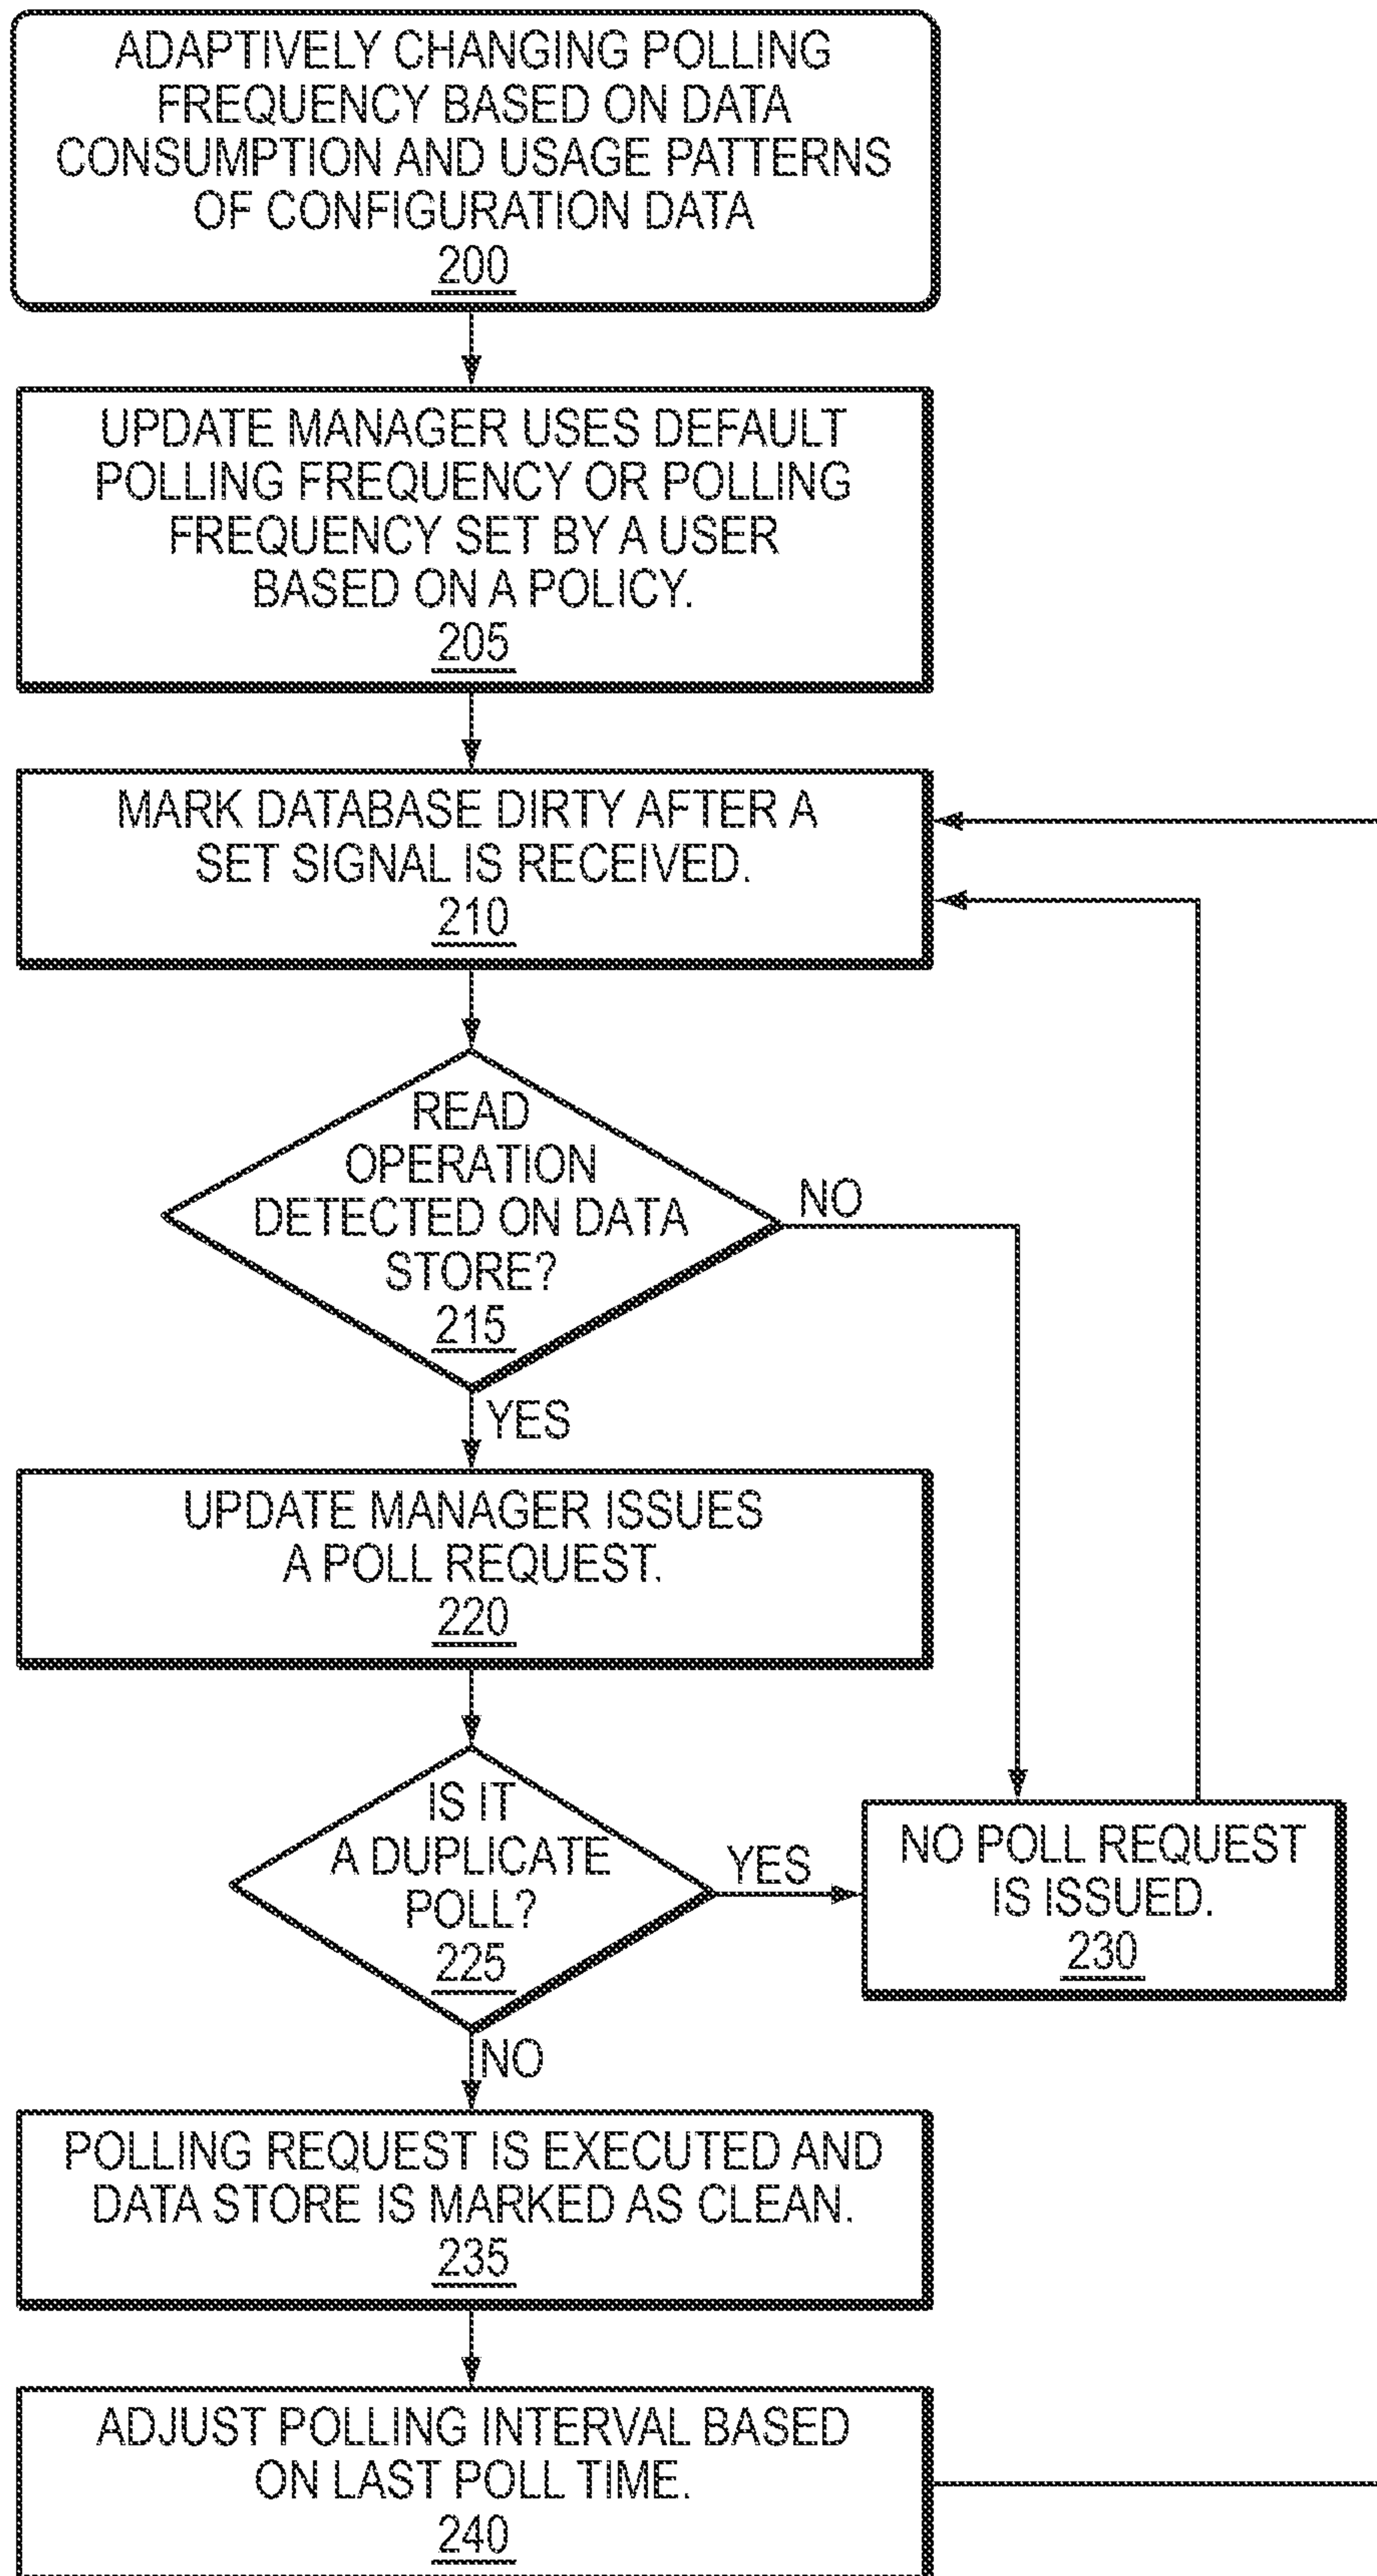 ADAPTIVELY CHANGING POLLING
FREQUENCY BASED ON DATA
CONSUMPTION AND USAGE PATTERNS
OF CONFIGURATION DATA
200
UPDATE MANAGER USES DEFAULT
POLLING FREQUENCY OR POLLING
FREQUENCY SET BY A USER
BASED ON A POLICY.
205
MARK DATABASE DIRTY AFTER A
SET SIGNAL IS RECEIVED.
210
READ
OPERATION
DETECTED ON DATA
STORE?
215
NO
YES
UPDATE MANAGER ISSUES
A POLL REQUEST.
220
IS IT
A DUPLICATE
POLL?
225
YES
NO POLL REQUEST
IS ISSUED.
230
NO
POLLING REQUEST IS EXECUTED AND
DATA STORE IS MARKED AS CLEAN.
235
ADJUST POLLING INTERVAL BASED
ON LAST POLL TIME.
240